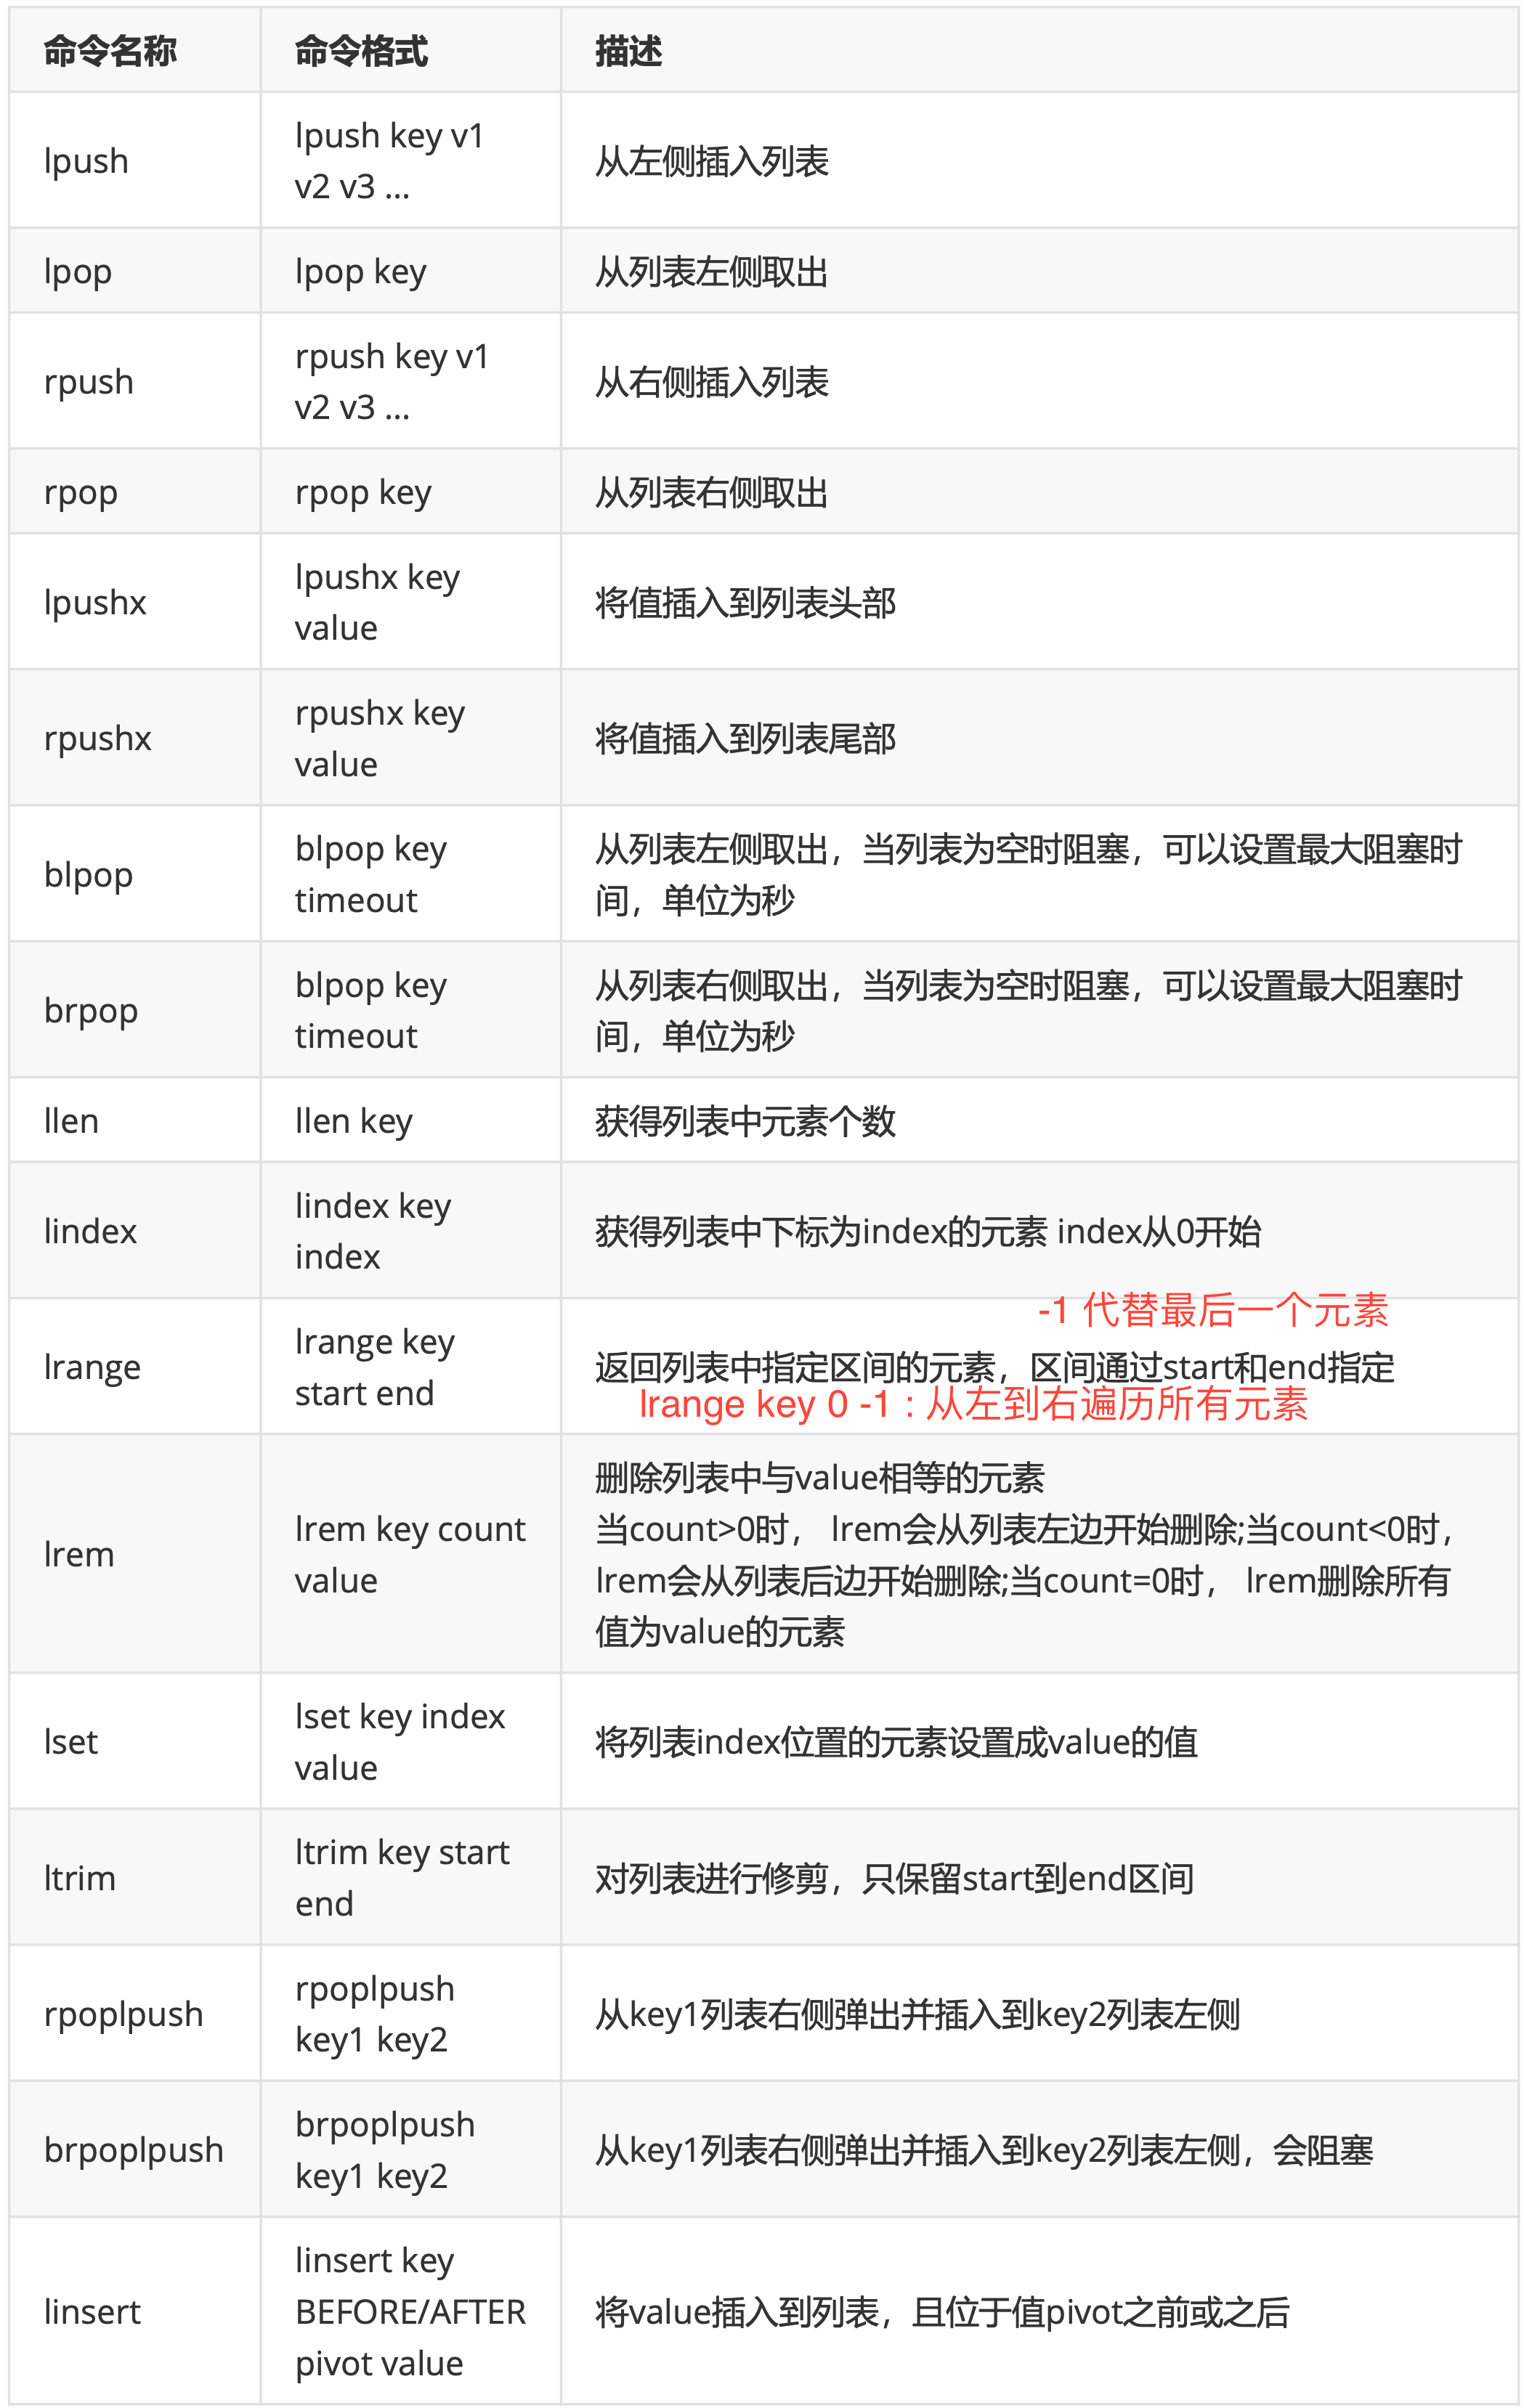 命令名称 命令格式 描述
lpush
lpush key v1
v2 v3 ...
从左侧插入列表
lpop
lpop key
从列表左侧取出
rpush
rpush key v1
v2 v3 ...
从右侧插入列表
rpop
rpop key
从列表右侧取出
lpushx
lpushx key
value
将值插入到列表头部
rpushx
rpushx key
value
将值插入到列表尾部
blpop
blpop key
timeout
从列表左侧取出，当列表为空时阻塞，可以设置最大阻塞时
间，单位为秒
brpop
blpop key
timeout
从列表右侧取出，当列表为空时阻塞，可以设置最大阻塞时
间，单位为秒
llen
llen key
获得列表中元素个数
lindex
lindex key
index
获得列表中下标为index的元素 index从0开始
lrange
lrange key
start end
-1 代替最后一个元素
返回列表中指定区间的元素，区间通过start和end指定
lrange key 0 -1 : 从左到右遍历所有元素
lrem
lrem key count
value
删除列表中与value相等的元素
当count>0时， lrem会从列表左边开始删除;当count<0时，
lrem会从列表后边开始删除;当count=0时， lrem删除所有
值为value的元素
lset
lset key index
value
将列表index位置的元素设置成value的值
ltrim
ltrim key start
end
对列表进行修剪，只保留start到end区间
rpoplpush
rpoplpush
key1 key2
从key1列表右侧弹出并插入到key2列表左侧
brpoplpush
brpoplpush
key1 key2
从key1列表右侧弹出并插入到key2列表左侧，会阻塞
linsert
linsert key
BEFORE/AFTER
pivot value
将value插入到列表，且位于值pivot之前或之后